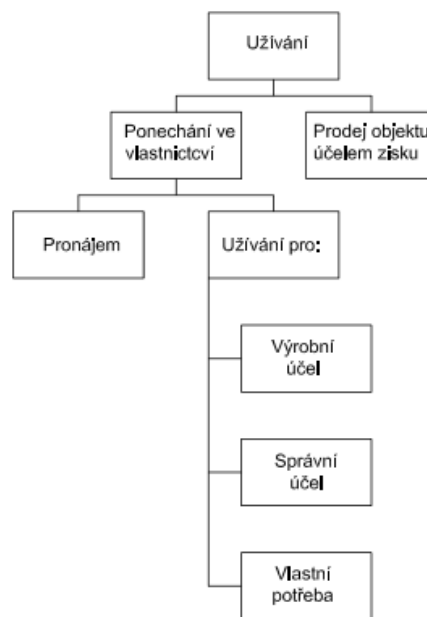 Užívání
Ponechání ve
vlastnictcví
Prodej objektu
účelem zisku
Pronájem
Užívání pro:
Výrobní
účel
Správní
účel
Vlastní
potřeba